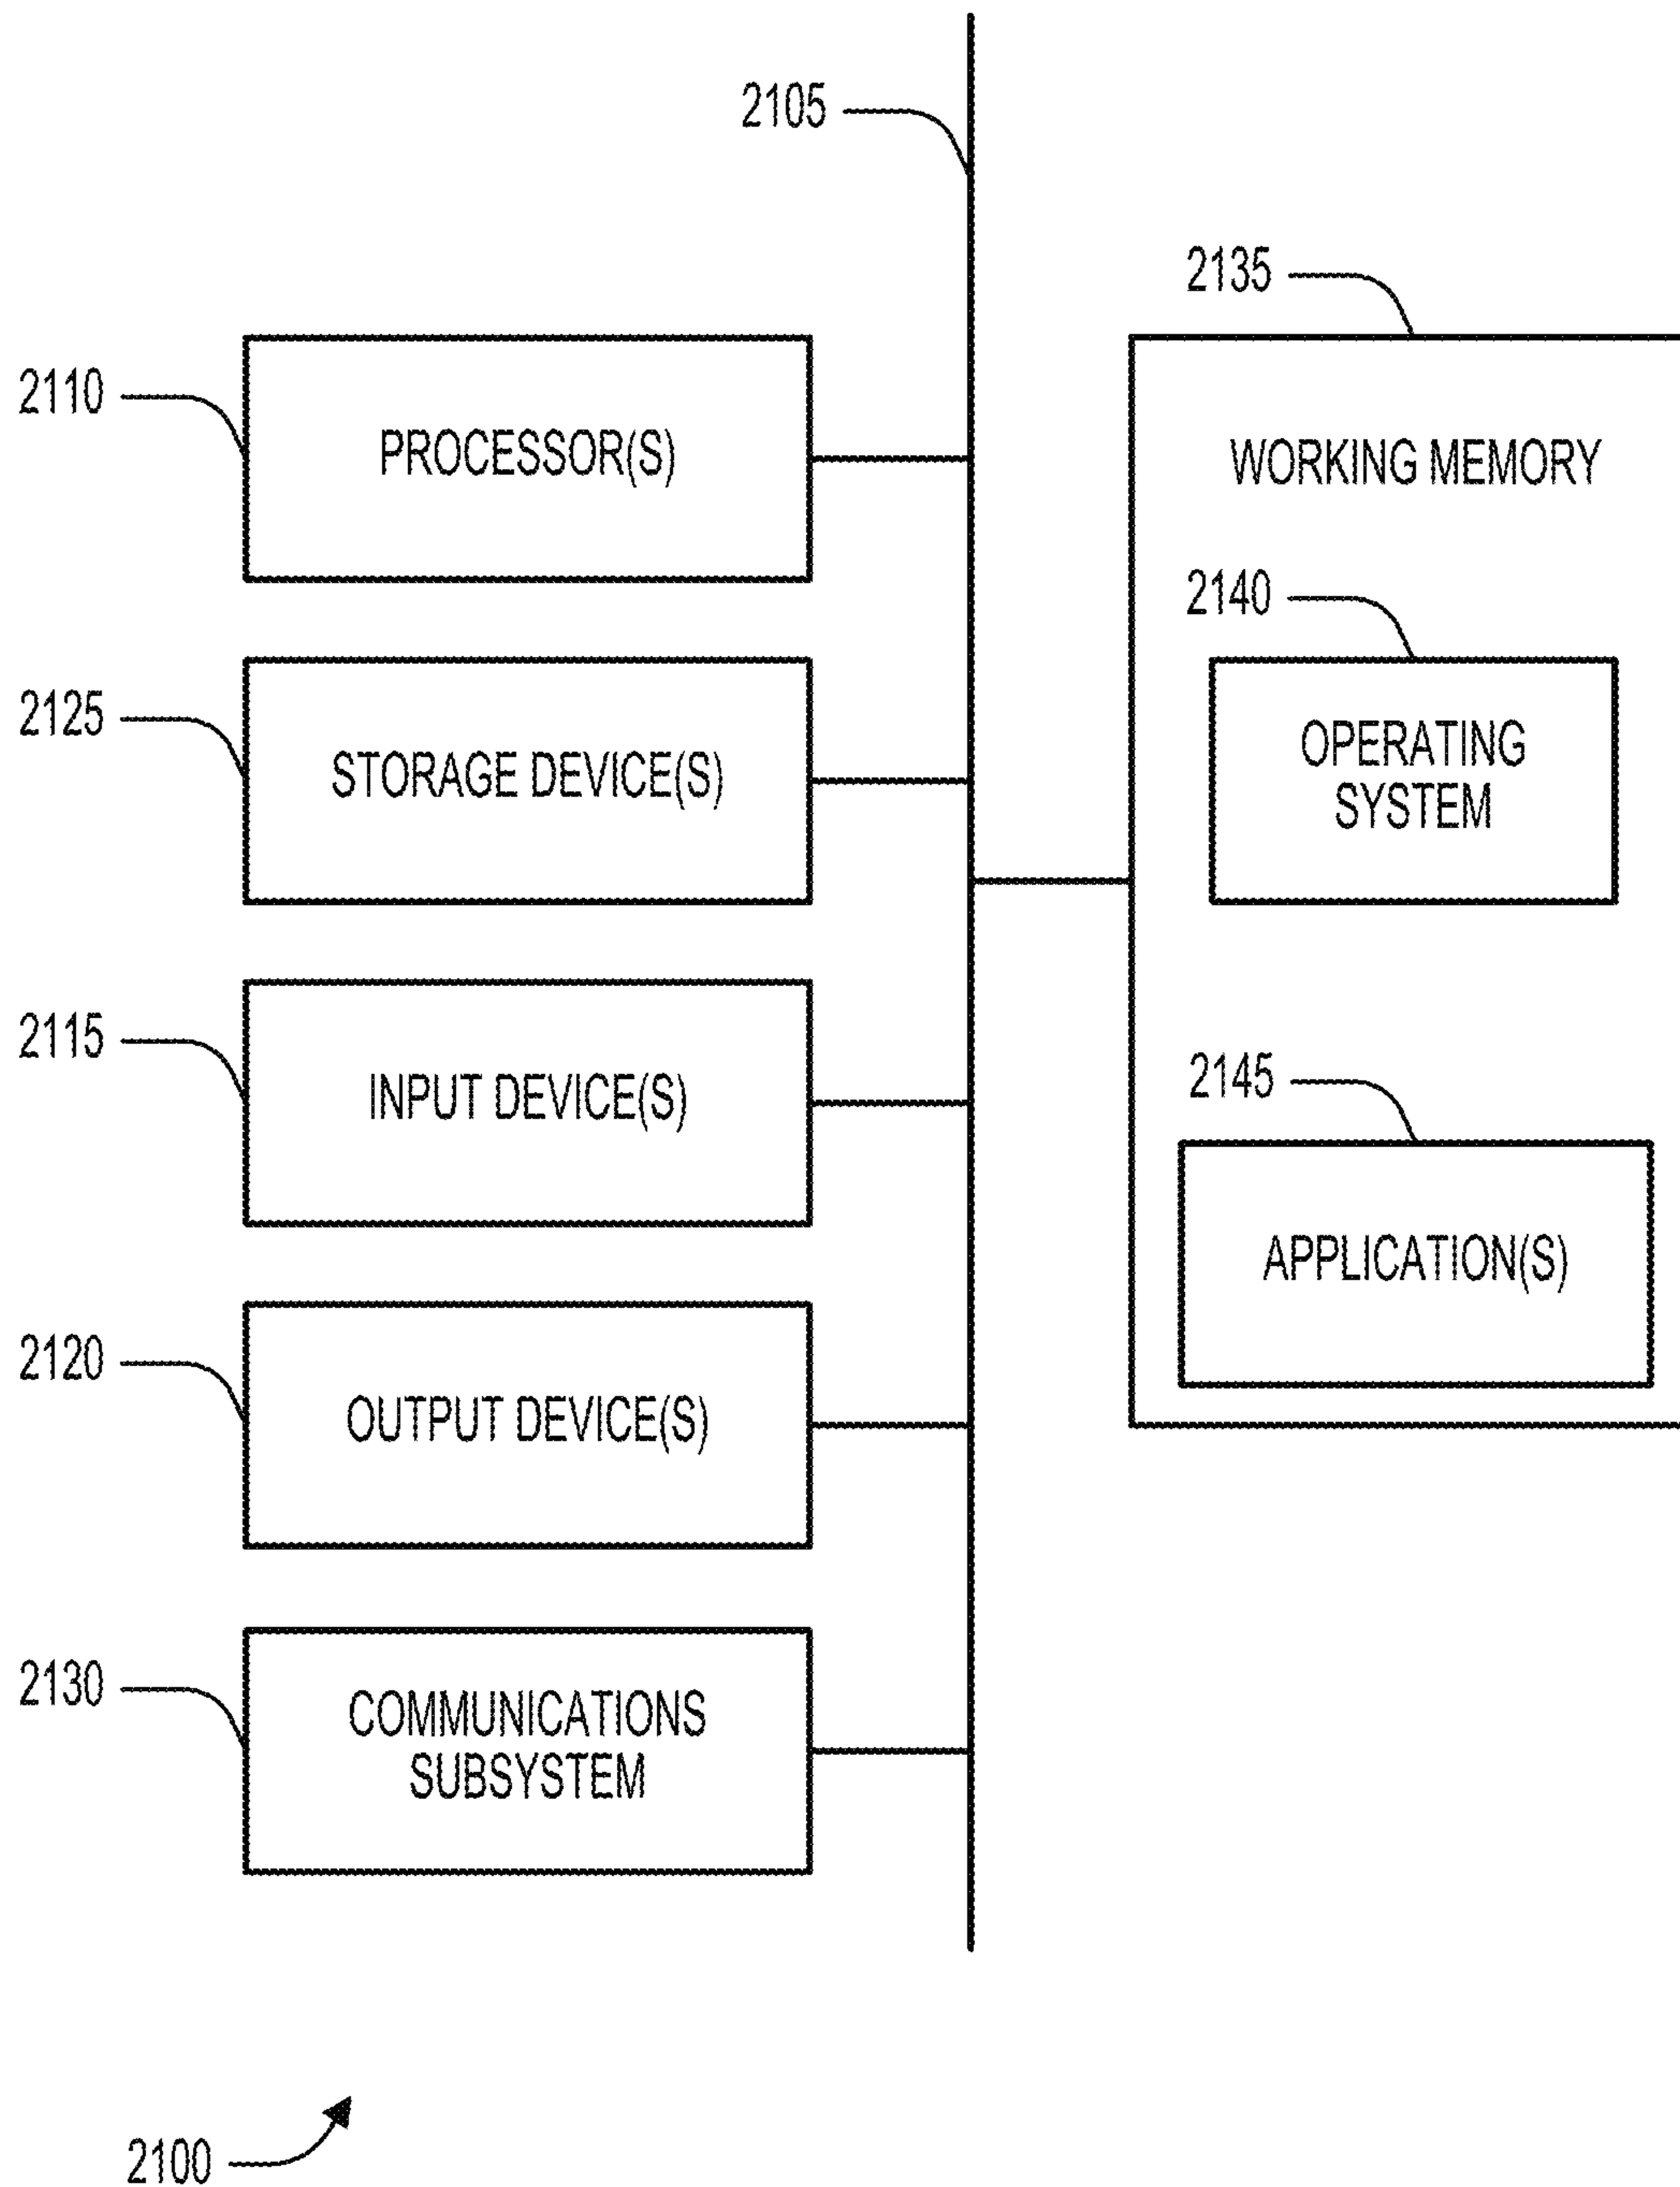 2105
2135
2110
PROCESSOR(S)
WORKING MEMORY
2140
2125
STORAGE DEVICE(S)
OPERATING
SYSTEM
2115
INPUT DEVICE(S)
2145
APPLICATION(S)
2120
OUTPUT DEVICE(S)
2130
COMMUNICATIONS
SUBSYSTEM
2100